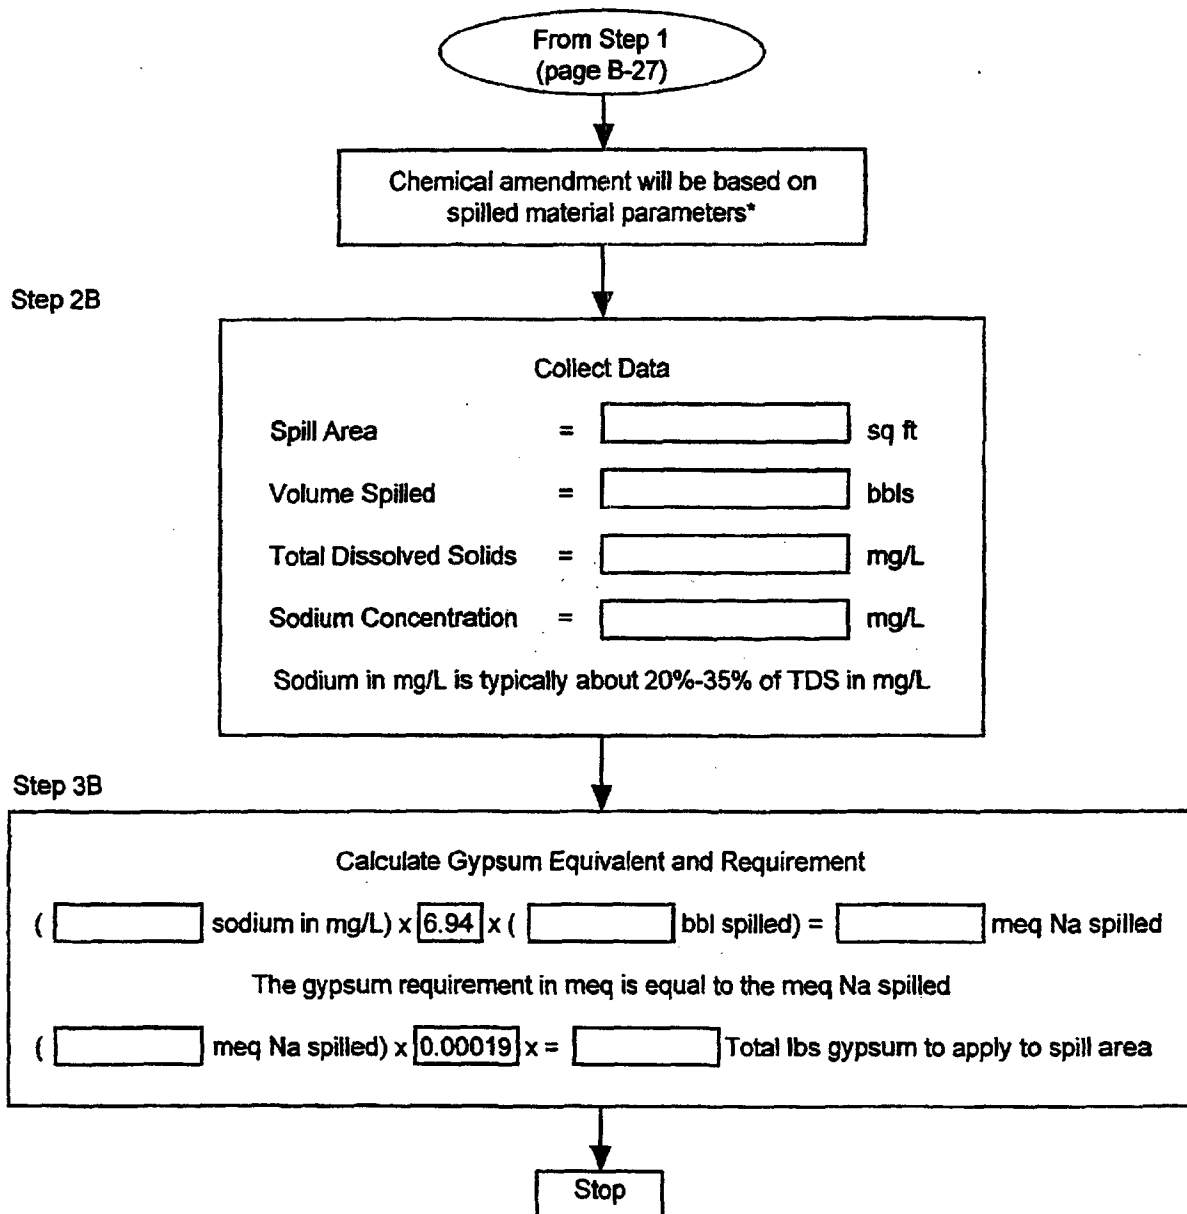 From Step 1
(page B-27)
Chemical amendment will be based on
spilled material parameters*
Step 2B
Collect Data
Spill Area = sq ft
Volume Spilled = bbls
Total Dissolved Solids = mg/L
Sodium Concentration = mg/L
Sodium in mg/L is typically about 20%-35% of TDS in mg/L
Step 3B
Calculate Gypsum Equivalent and Requirement
( sodium in mg/L) x 6.94 x ( bbl spilled) = meq Na spilled
The gypsum requirement in meq is equal to the meq Na spilled
( meq Na spilled) x 0.00019 x = Total lbs gypsum to apply to spill area
Stop